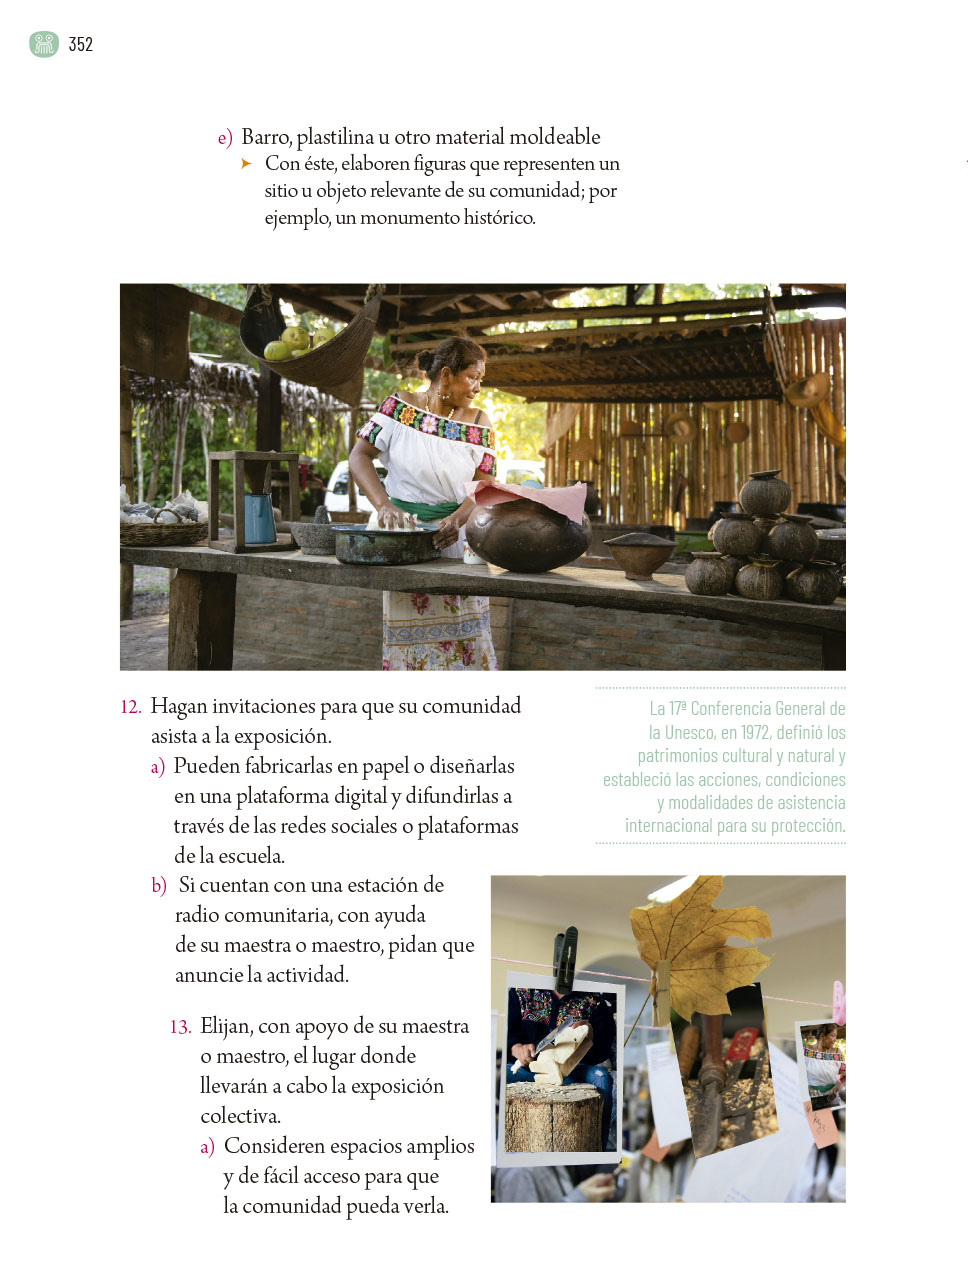 352
e) Barro, plastilina u otro material moldeable
➤ Con éste, elaboren figuras que representen un
sitio u objeto relevante de su comunidad; por
ejemplo, un monumento histórico.
12. Hagan invitaciones para que su comunidad
asista a la exposición.
a) Pueden fabricarlas en papel o diseñarlas
en una plataforma digital y difundirlas a
través de las redes sociales o plataformas
de la escuela.
b) Si cuentan con una estación de
radio comunitaria, con ayuda
de su maestra o maestro, pidan que
anuncie la actividad.
13. Elijan, con apoyo de su maestra
o maestro, el lugar donde
llevarán a cabo la exposición
colectiva.
a) Consideren espacios amplios
y de fácil acceso para que
la comunidad pueda verla.
La 17ª Conferencia General de
la Unesco, en 1972, definió los
patrimonios cultural y natural y
estableció las acciones, condiciones
y modalidades de asistencia
internacional para su protección.